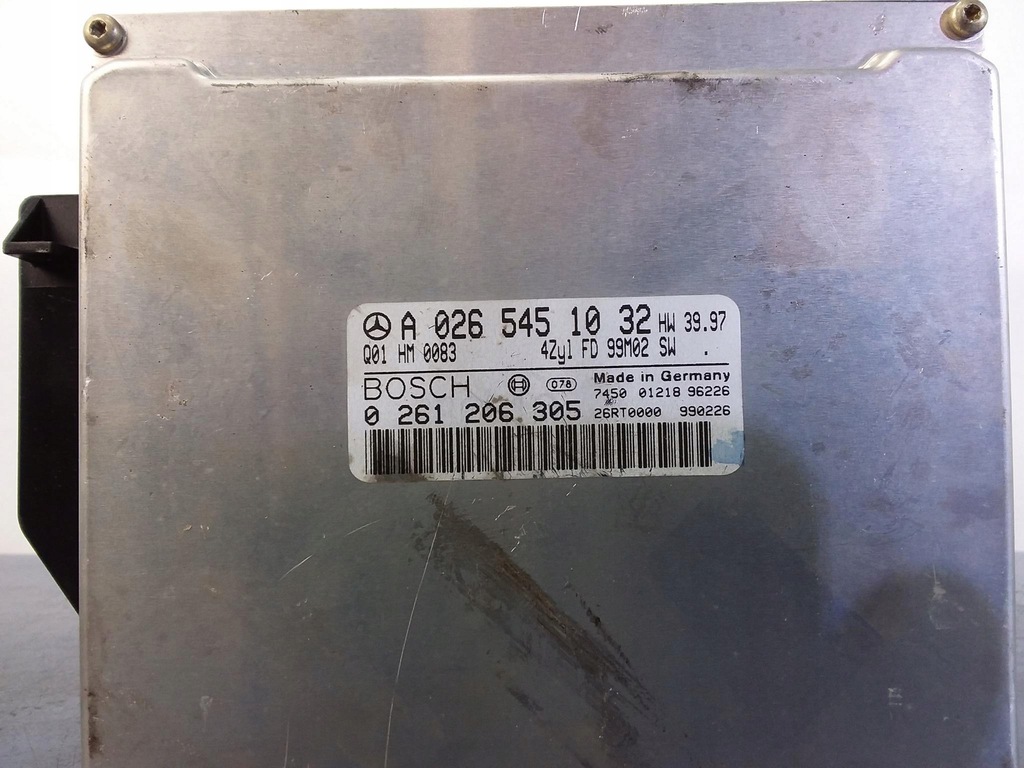 A 026 545 10 32 HW 39.97
Q01 HM 0083 4Zyl FD 99M02 SW .
BOSCH 078 Made in Germany
7450 01218 96226
0 261 206 305 26RT0000 990226